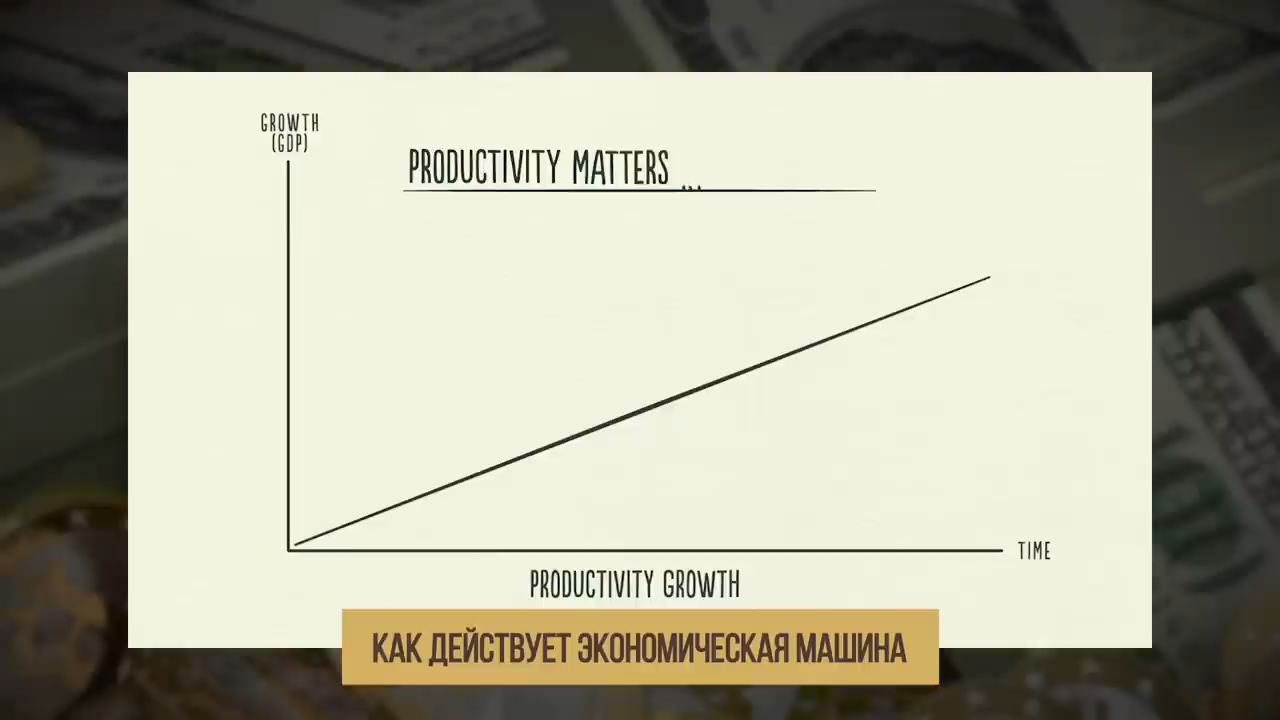 GROWTH
(GDP)
PRODUCTIVITY MATTERS ...
TIME
PRODUCTIVITY GROWTH
КАК ДЕЙСТВУЕТ ЭКОНОМИЧЕСКАЯ МАШИНА